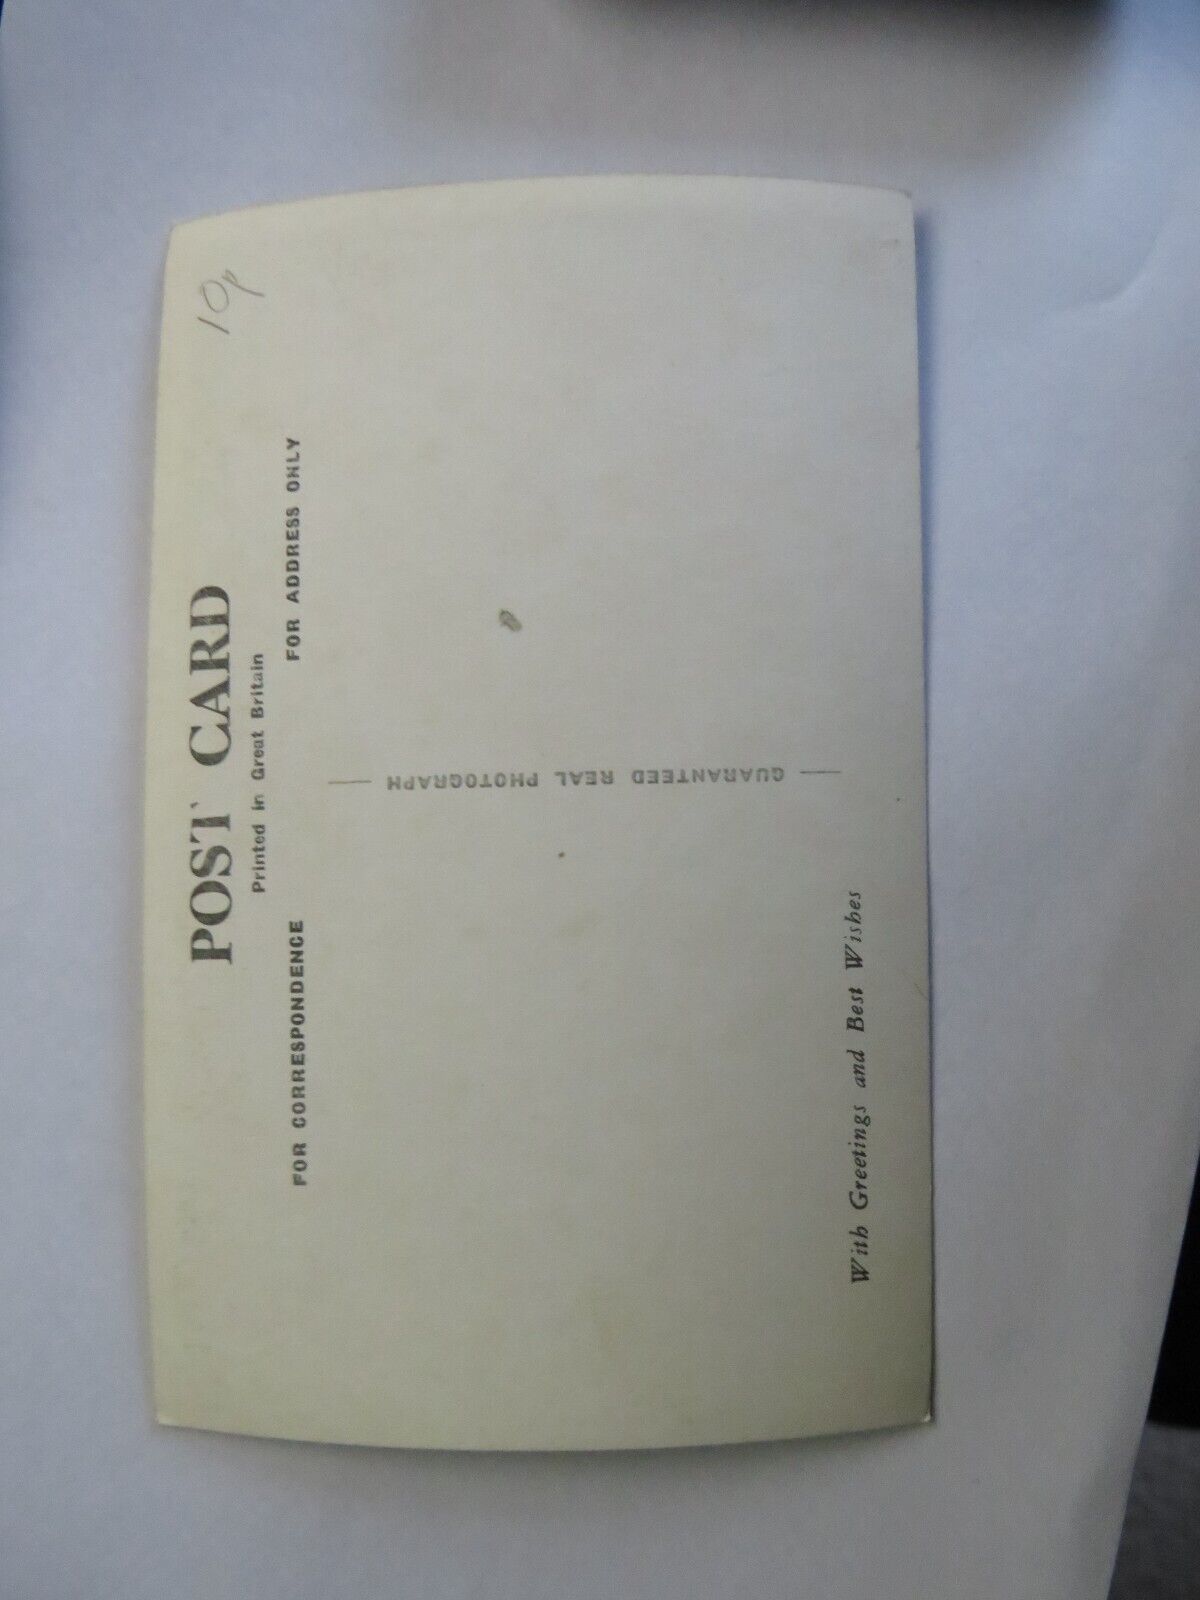 POST CARD
10p
Printed in Great Britain
FOR CORRESPONDENCE
FOR ADDRESS ONLY
GUARANTEED REAL PHOTOGRAPH
With Greetings and Best Wishes